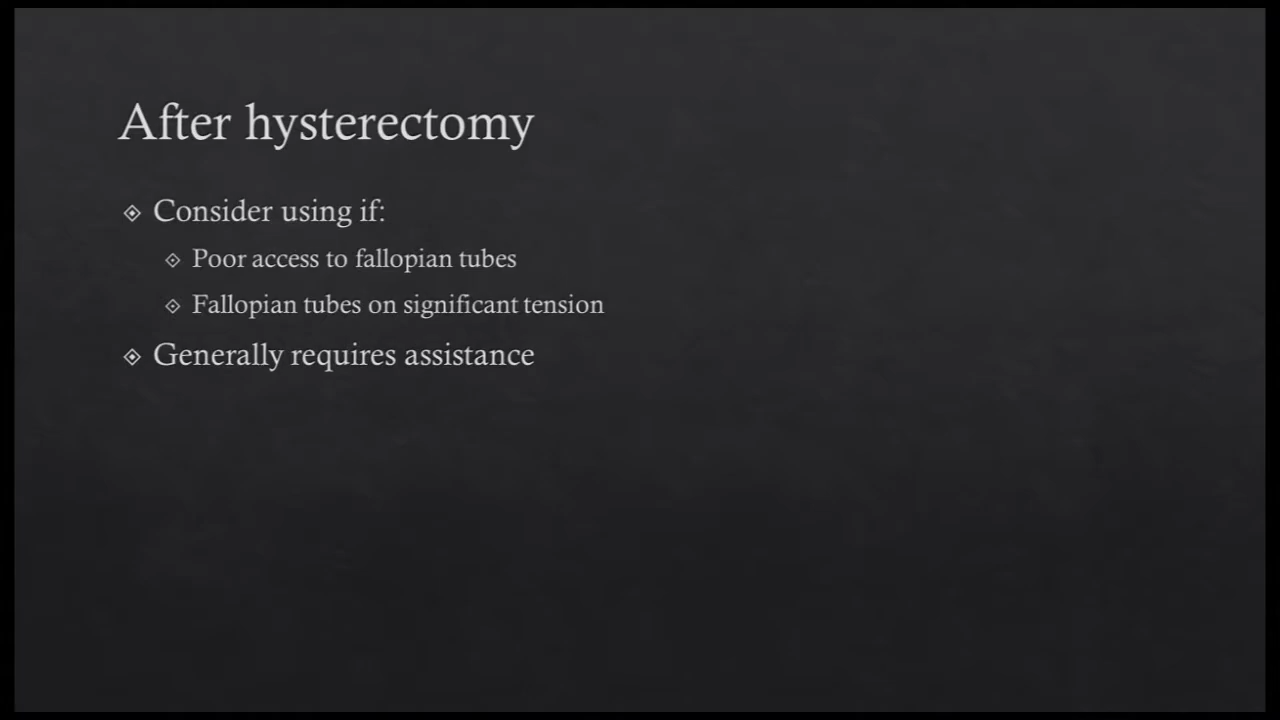 After hysterectomy
Consider using if:
Poor access to fallopian tubes
Fallopian tubes on significant tension
Generally requires assistance